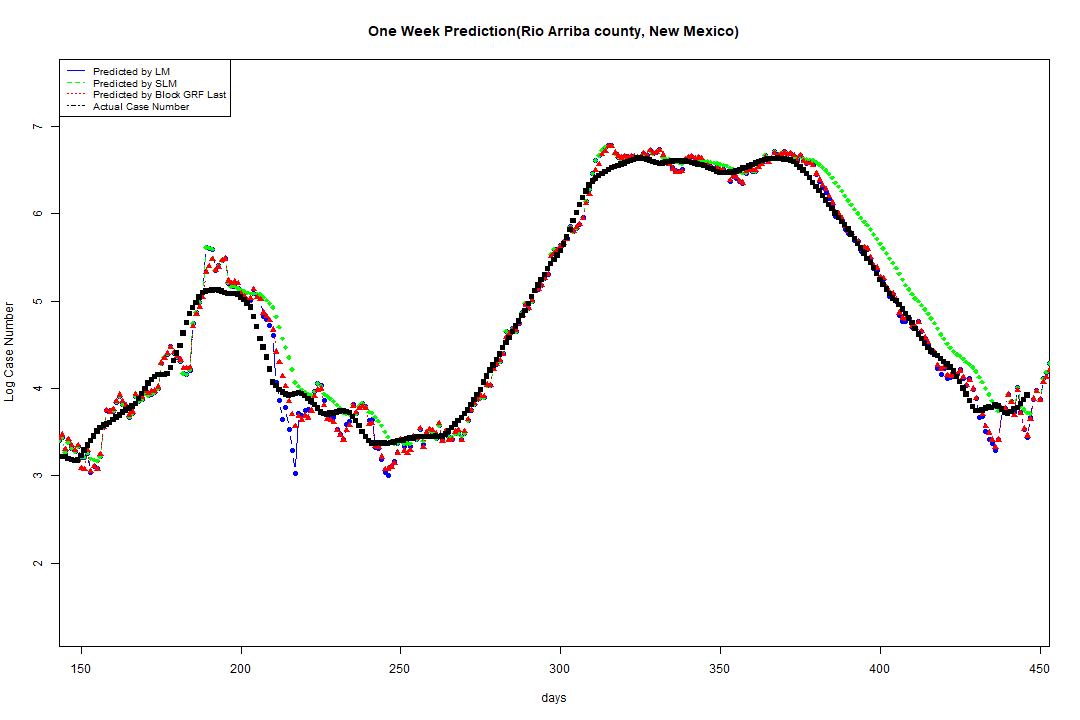 One Week Prediction(Rio Arriba county, New Mexico)
Predicted by LM
Predicted by SLM
Predicted by Block GRF Last
Actual Case Number
Log Case Number
7
6
5
4
3
2
150 200 250 300 350 400 450
days